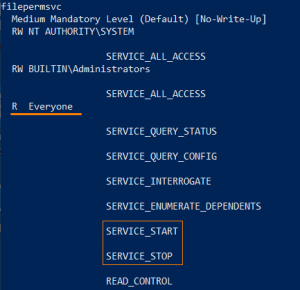 filepermsvc
Medium Mandatory Level (Default) [No-Write-Up]
RW NT AUTHORITY\SYSTEM
SERVICE_ALL_ACCESS
RW BUILTIN\Administrators
SERVICE_ALL_ACCESS
R Everyone
SERVICE_QUERY_STATUS
SERVICE_QUERY_CONFIG
SERVICE_INTERROGATE
SERVICE_ENUMERATE_DEPENDENTS
SERVICE_START
SERVICE_STOP
READ_CONTROL